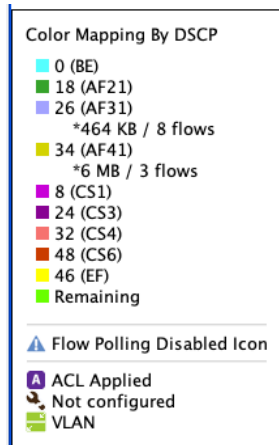 Color Mapping By DSCP
0 (BE)
18 (AF21)
26 (AF31)
*464 KB / 8 flows
34 (AF41)
*6 MB / 3 flows
8 (CS1)
24 (CS3)
32 (CS4)
48 (CS6)
46 (EF)
Remaining
Flow Polling Disabled Icon
A ACL Applied
Not configured
VLAN